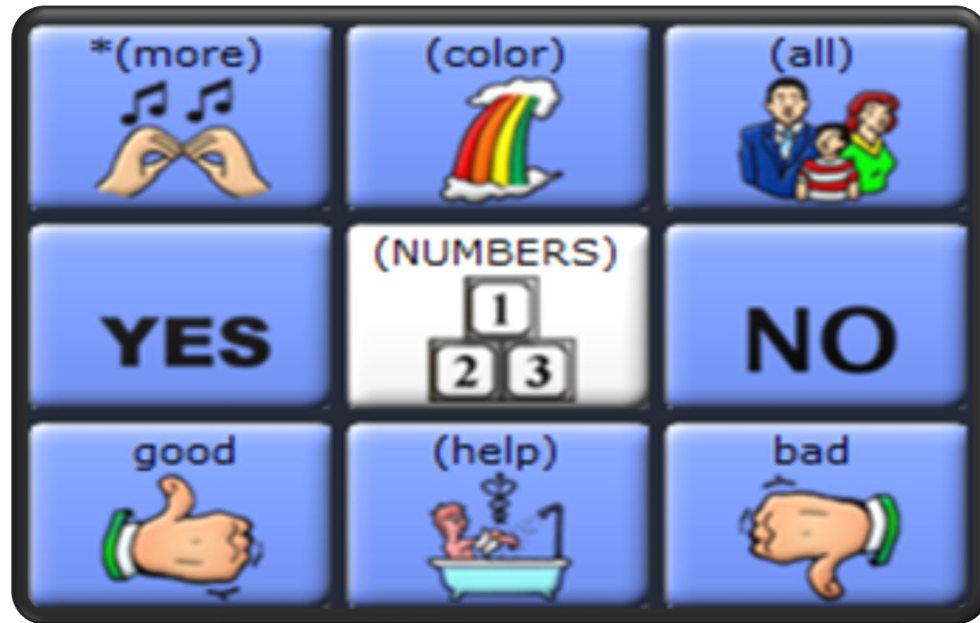 *(more)
(color)
(all)
YES
(NUMBERS)
1
2 3
NO
good
(help)
bad